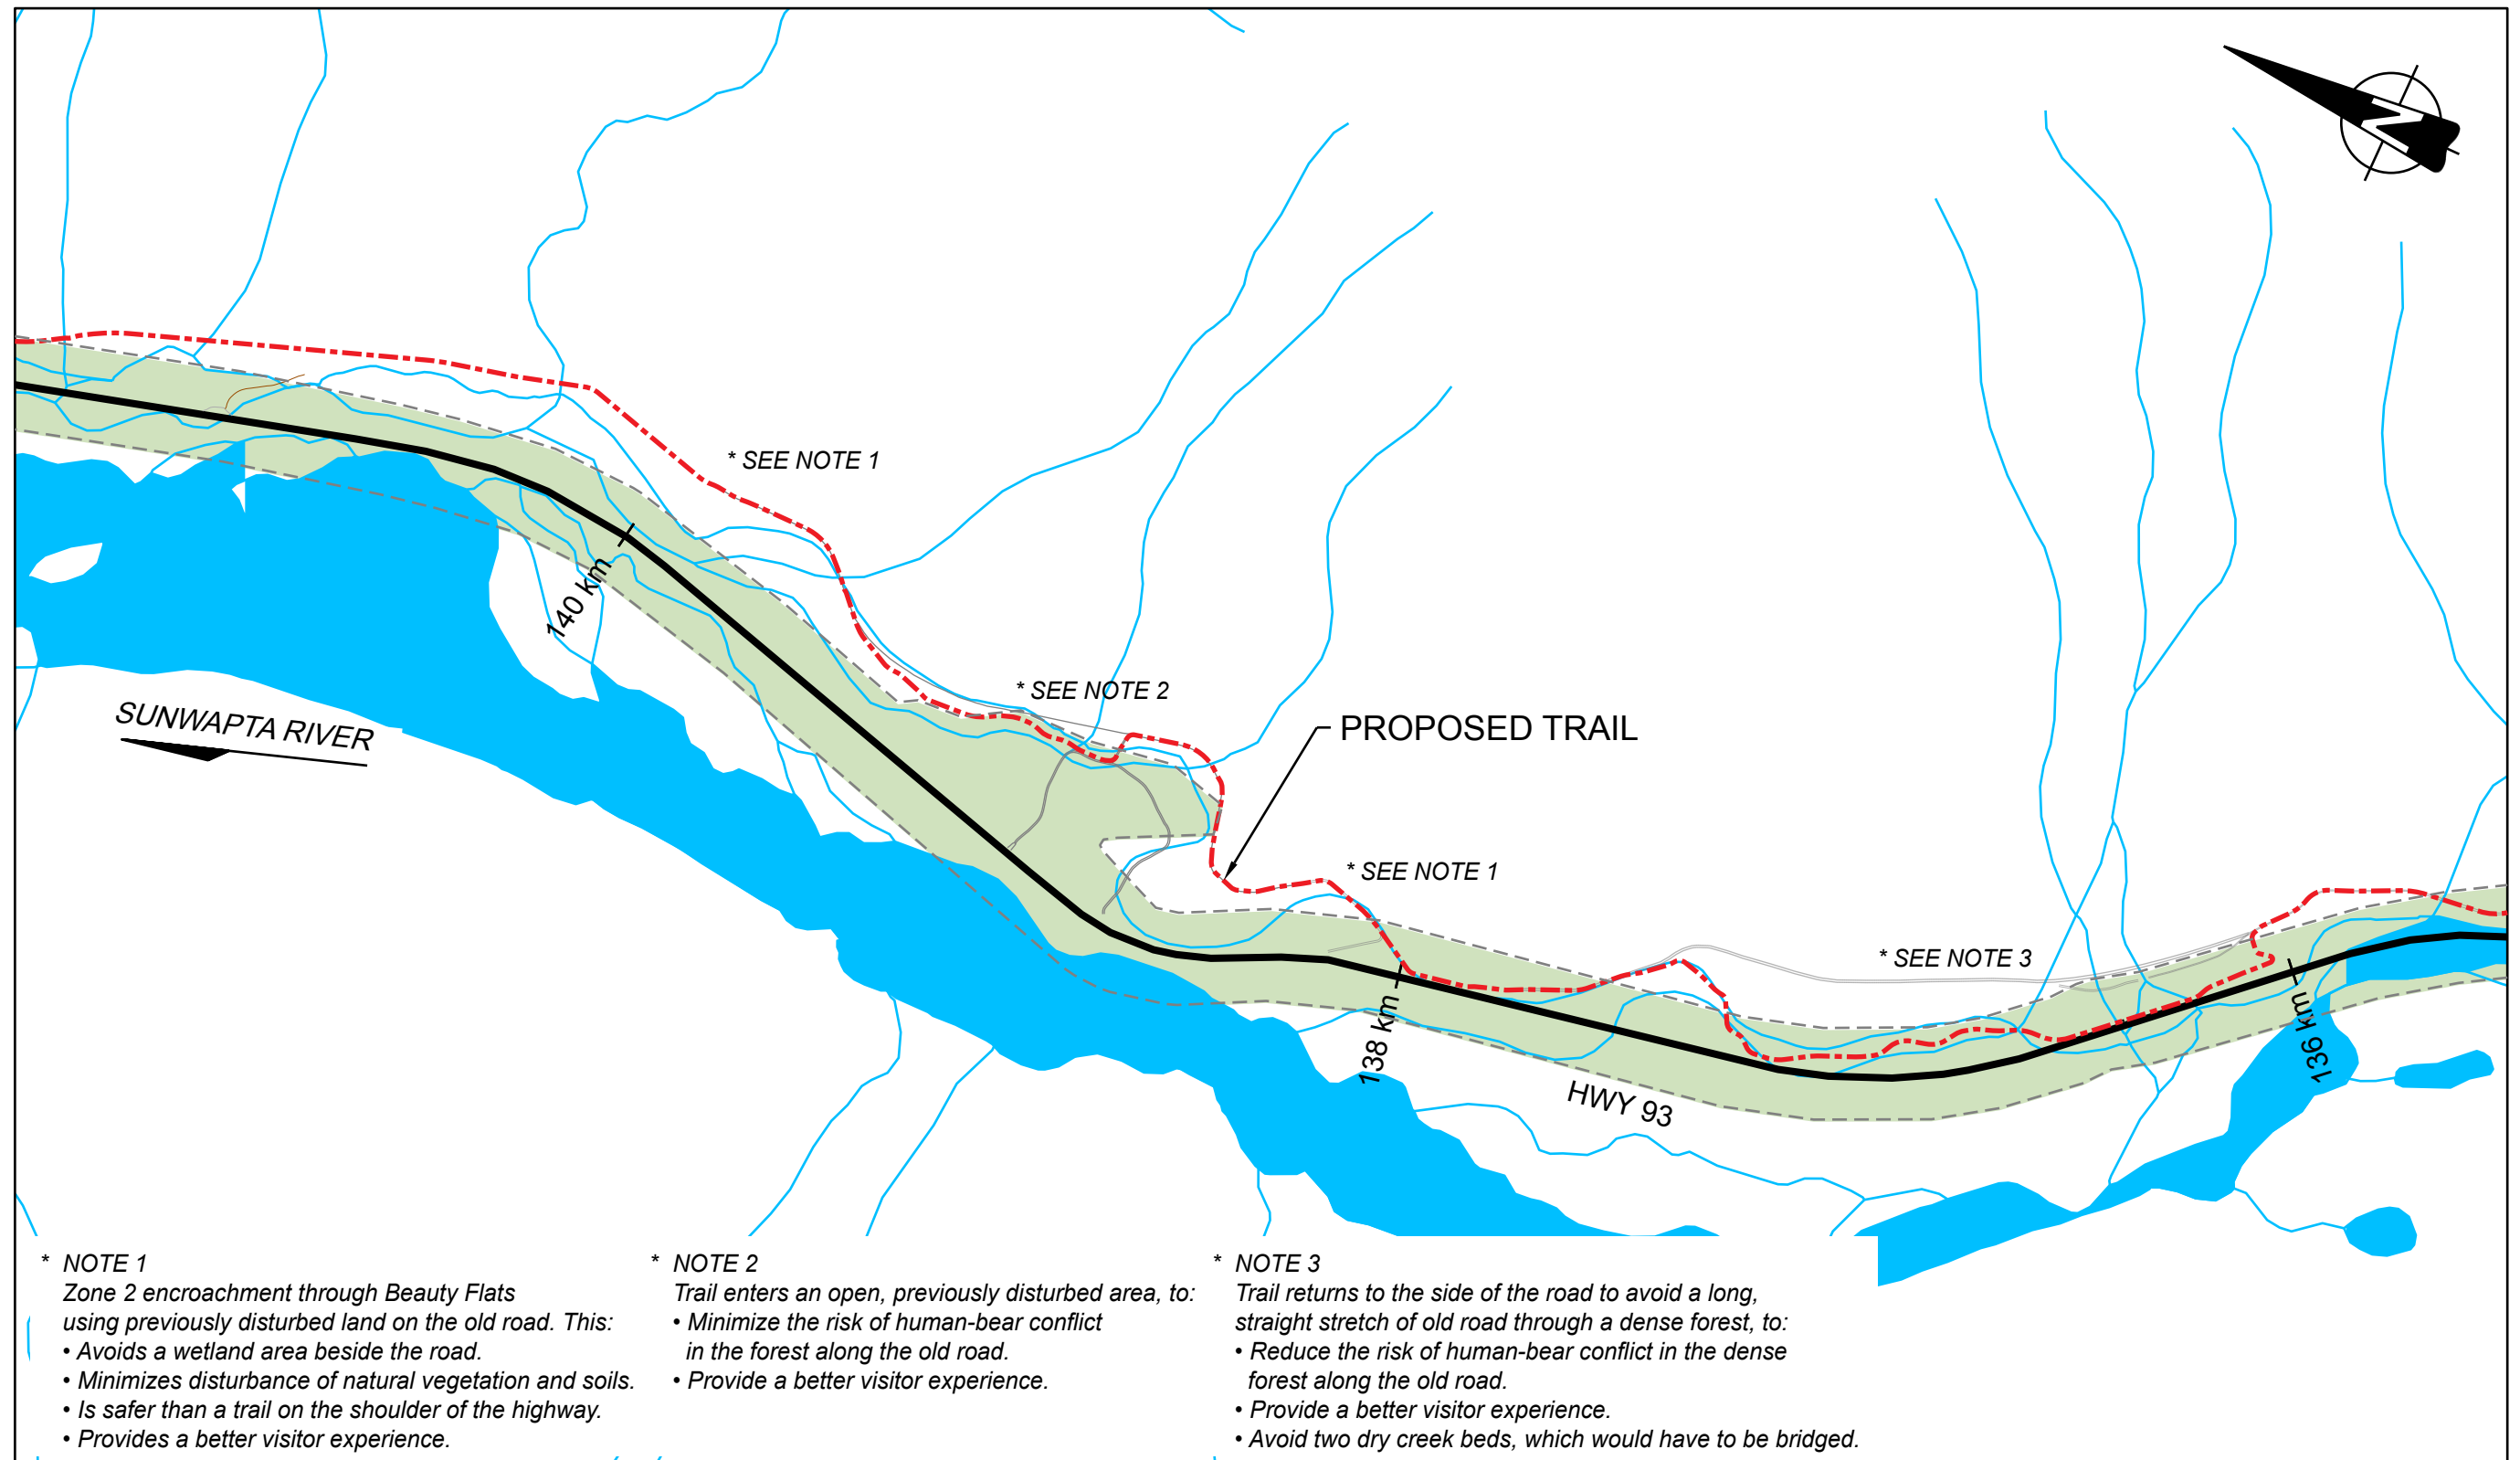 N
* SEE NOTE 1
140 km
* SEE NOTE 2
SUNWAPTA RIVER
PROPOSED TRAIL
* SEE NOTE 1
* SEE NOTE 3
138 km
136 km
HWY 93
* NOTE 1
Zone 2 encroachment through Beauty Flats
using previously disturbed land on the old road. This:
• Avoids a wetland area beside the road.
• Minimizes disturbance of natural vegetation and soils.
• Is safer than a trail on the shoulder of the highway.
• Provides a better visitor experience.
* NOTE 2
Trail enters an open, previously disturbed area, to:
• Minimize the risk of human-bear conflict
in the forest along the old road.
• Provide a better visitor experience.
* NOTE 3
Trail returns to the side of the road to avoid a long,
straight stretch of old road through a dense forest, to:
• Reduce the risk of human-bear conflict in the dense
forest along the old road.
• Provide a better visitor experience.
• Avoid two dry creek beds, which would have to be bridged.